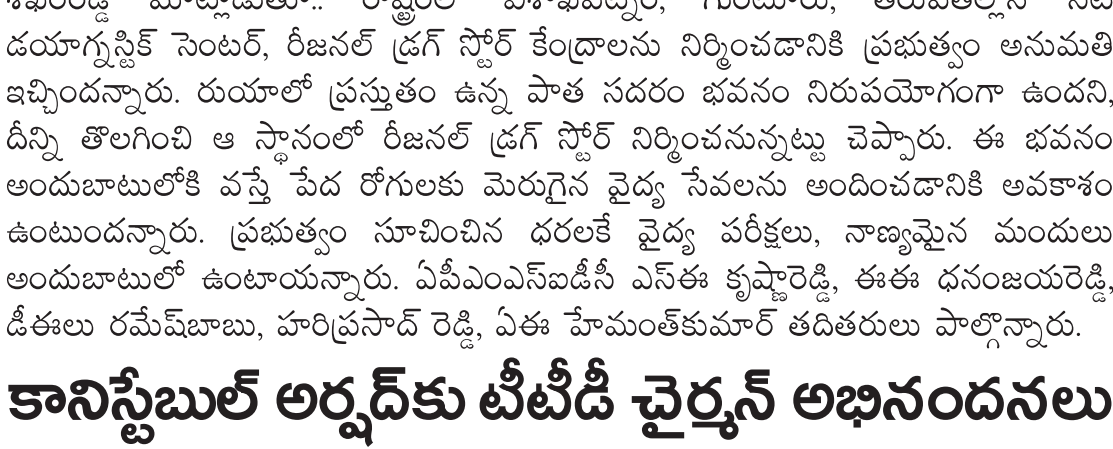 డయాగ్నస్టిక్ సెంటర్, రీజనల్ డ్రగ్ స్టోర్ కేంద్రాలను నిర్మించడానికి ప్రభుత్వం అనుమతి
ఇచ్చిందన్నారు. రుయాలో ప్రస్తుతం ఉన్న పాత సదరం భవనం నిరుపయోగంగా ఉందని,
దీన్ని తొలగించి ఆ స్థానంలో రీజనల్ డ్రగ్ స్టోర్ నిర్మించనున్నట్టు చెప్పారు. ఈ భవనం
అందుబాటులోకి వస్తే పేద రోగులకు మెరుగైన వైద్య సేవలను అందించడానికి అవకాశం
ఉంటుందన్నారు. ప్రభుత్వం సూచించిన ధరలకే వైద్య పరీక్షలు, నాణ్యమైన మందులు
అందుబాటులో ఉంటాయన్నారు. ఏపీఎంఎస్ఐడీసీ ఎస్ఈ కృష్ణారెడ్డి, ఈఈ ధనంజయరెడ్డి,
డీఈలు రమేష్‌బాబు, హరిప్రసాద్ రెడ్డి, ఏఈ హేమంత్‌కుమార్ తదితరులు పాల్గొన్నారు.
కానిస్టేబుల్ అర్షద్‌కు టీటీడీ చైర్మన్ అభినందనలు